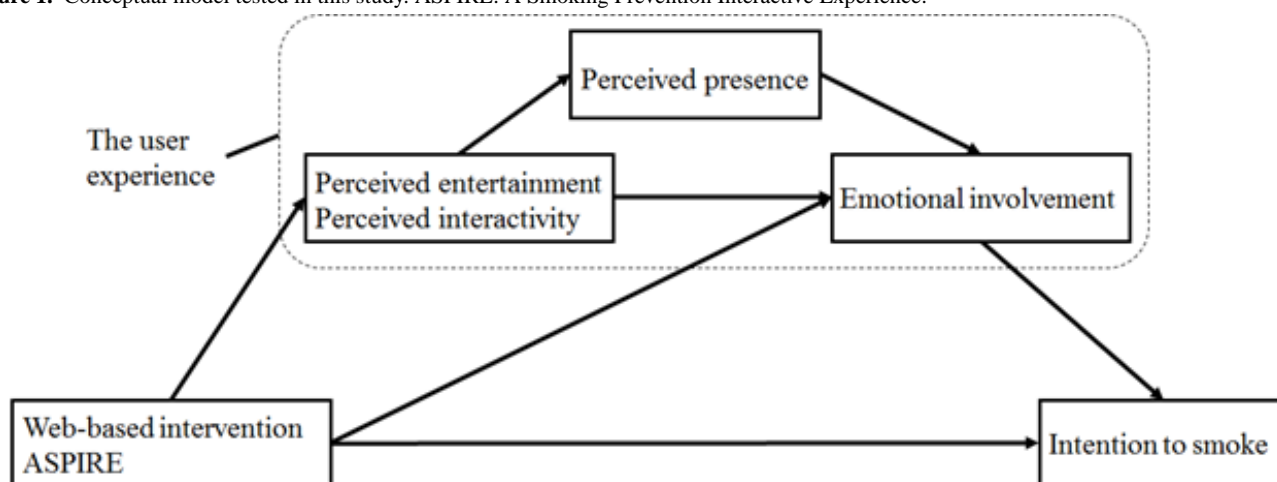 Conceptual model tested in this study. ASPIRE: A Smoking Prevention Interactive Experience.
Perceived presence
The user
experience
Perceived entertainment
Perceived interactivity
Emotional involvement
Web-based intervention
ASPIRE
Intention to smoke